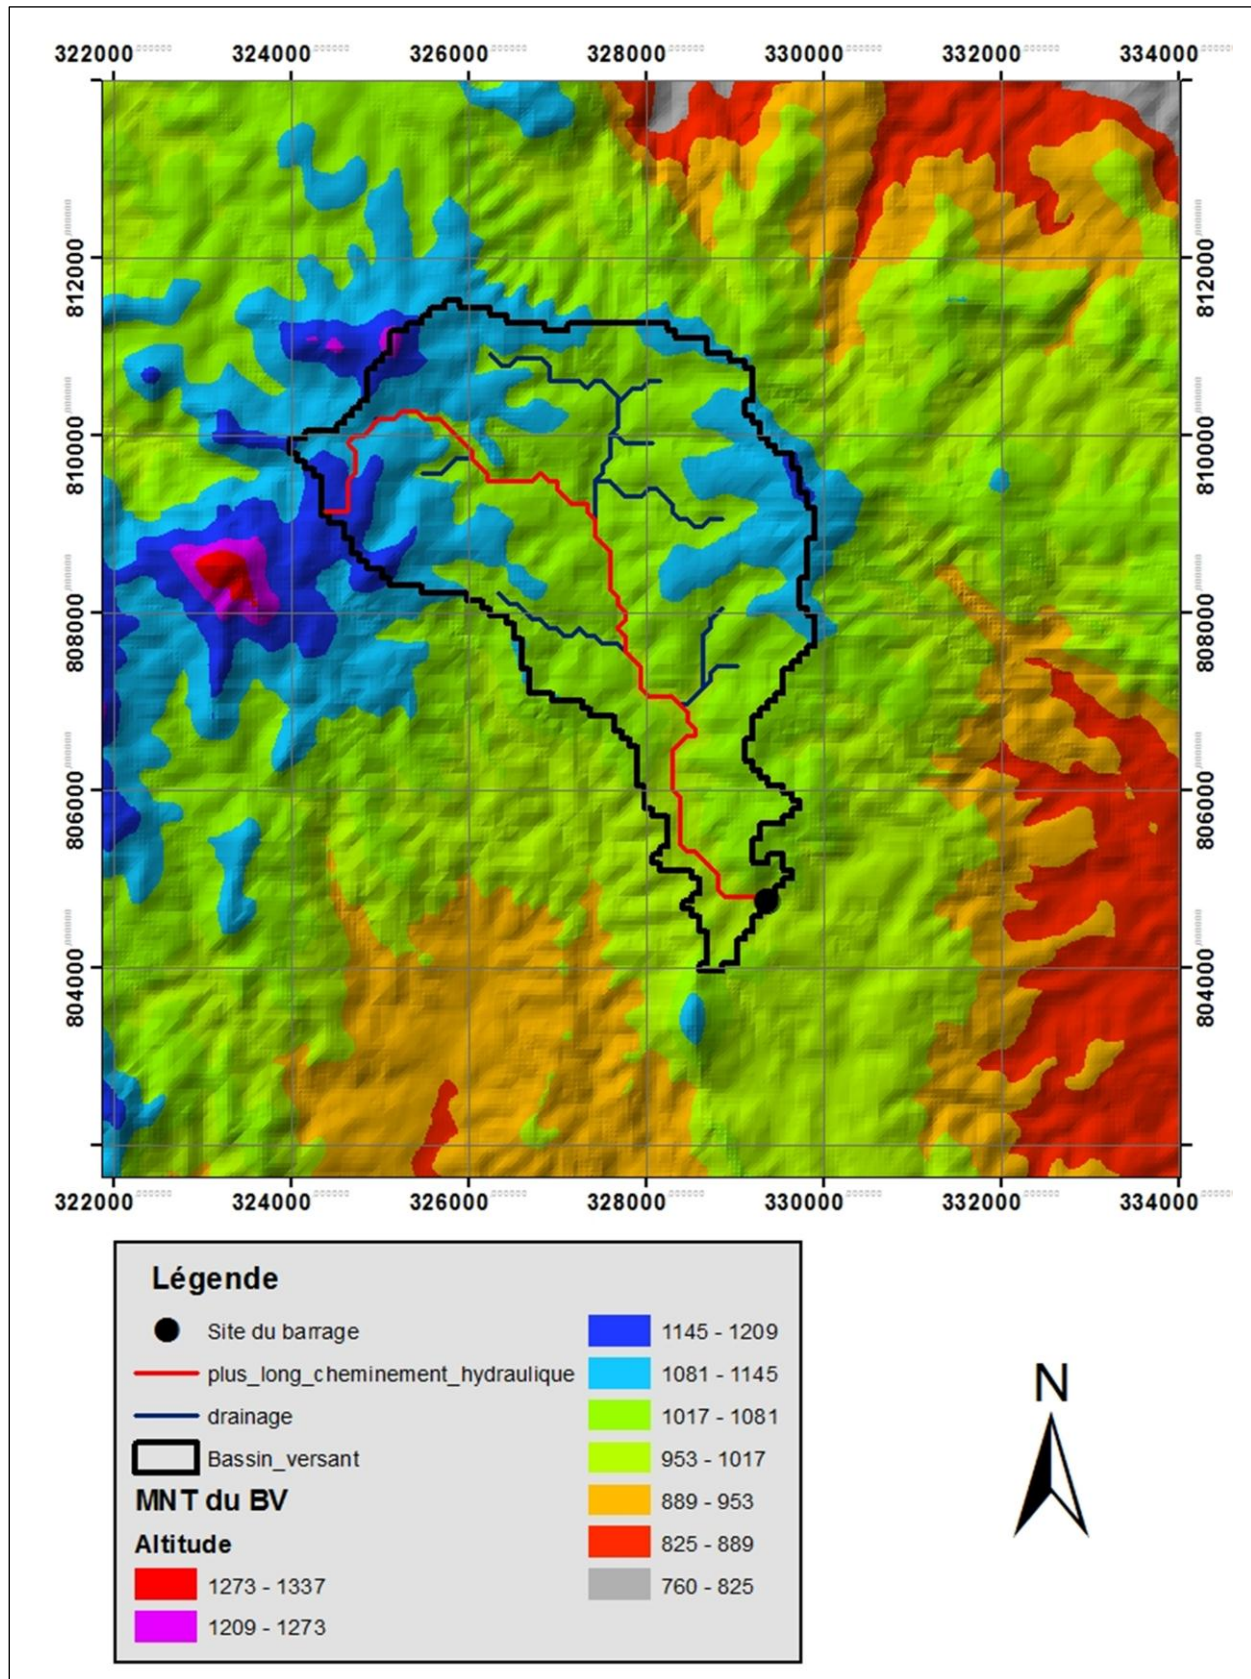 322000 324000 326000 328000 330000 332000 334000
812000 812000
810000 810000
808000 808000
806000 806000
804000 804000
322000 324000 326000 328000 330000 332000 334000
Légende
Site du barrage
plus_long_cheminement_hydraulique
drainage
Bassin_versant
MNT du BV
Altitude
1273 - 1337
1209 - 1273
1145 - 1209
1081 - 1145
1017 - 1081
953 - 1017
889 - 953
825 - 889
760 - 825
N